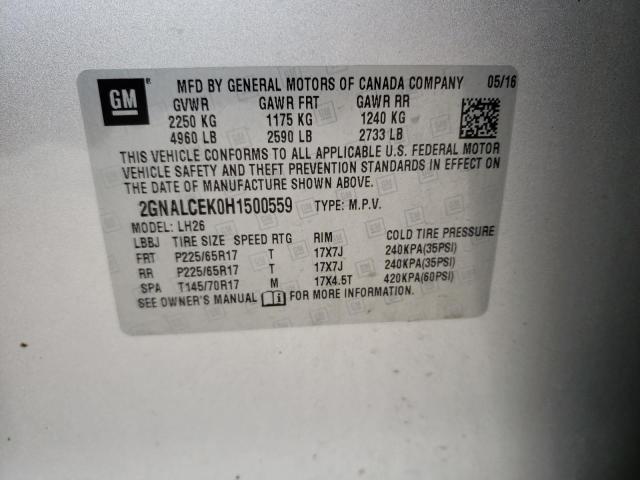 GM
MFD BY GENERAL MOTORS OF CANADA COMPANY 05/16
GVWR GAWR FRT GAWR RR
2250 KG 1175 KG 1240 KG
4960 LB 2590 LB 2733 LB
THIS VEHICLE CONFORMS TO ALL APPLICABLE U.S. FEDERAL MOTOR
VEHICLE SAFETY AND THEFT PREVENTION STANDARDS IN EFFECT ON
THE DATE OF MANUFACTURE SHOWN ABOVE.
2GNALCEK0H1500559 TYPE: M.P.V.
MODEL: LH26
LBBJ TIRE SIZE SPEED RTG RIM COLD TIRE PRESSURE
FRT P225/65R17 T 17X7J 240KPA(35PSI)
RR P225/65R17 T 17X7J 240KPA(35PSI)
SPA T145/70R17 M 17X4.5T 420KPA(60PSI)
SEE OWNER'S MANUAL FOR MORE INFORMATION.